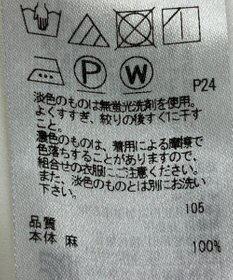 P24
淡色のものは無蛍光洗剤を使用。
よくすすぎ、絞りの後すぐに干す
こと。
濃色のものは、着用による摩擦で
色落ちすることがありますので、
組合せの衣服にご注意ください。
また、淡色のものとは別にお洗い
下さい。
105
品質
本体 麻 100%